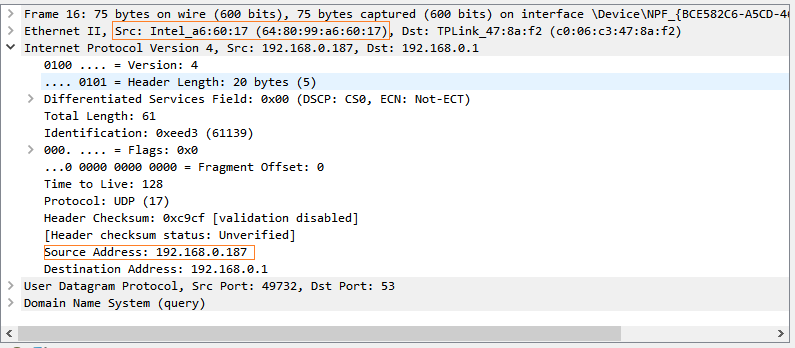 Frame 16: 75 bytes on wire (600 bits), 75 bytes captured (600 bits) on interface \Device\NPF_{BCE582C6-A5CD-4
Ethernet II, Src: Intel_a6:60:17 (64:80:99:a6:60:17), Dst: TPLink_47:8a:f2 (c0:06:c3:47:8a:f2)
Internet Protocol Version 4, Src: 192.168.0.187, Dst: 192.168.0.1
0100 .... = Version: 4
.... 0101 = Header Length: 20 bytes (5)
Differentiated Services Field: 0x00 (DSCP: CS0, ECN: Not-ECT)
Total Length: 61
Identification: 0xeed3 (61139)
000. .... = Flags: 0x0
...0 0000 0000 0000 = Fragment Offset: 0
Time to Live: 128
Protocol: UDP (17)
Header Checksum: 0xc9cf [validation disabled]
[Header checksum status: Unverified]
Source Address: 192.168.0.187
Destination Address: 192.168.0.1
User Datagram Protocol, Src Port: 49732, Dst Port: 53
Domain Name System (query)